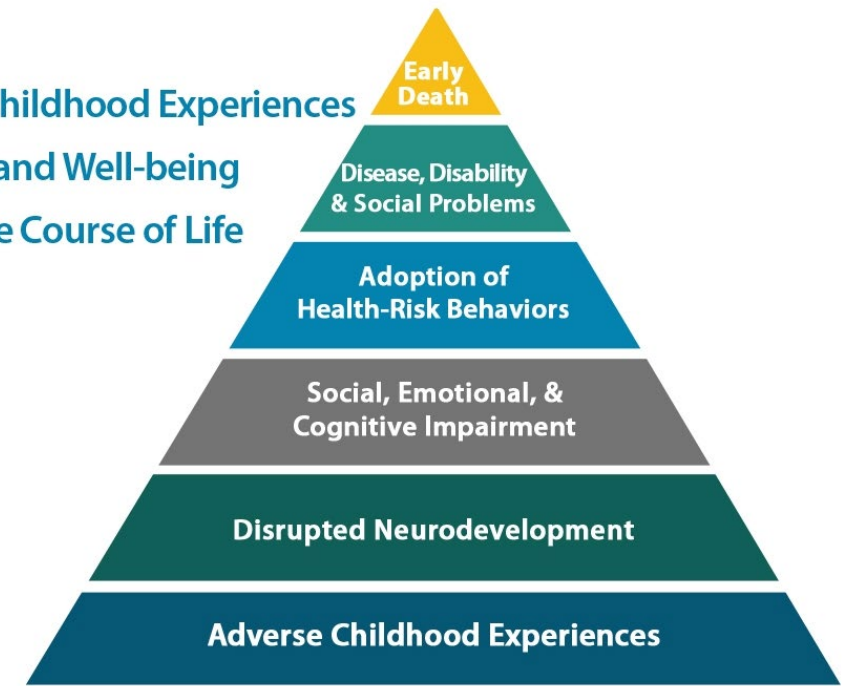 Childhood Experiences
and Well-being
Course of Life
Early
Death
Disease, Disability
& Social Problems
Adoption of
Health-Risk Behaviors
Social, Emotional, &
Cognitive Impairment
Disrupted Neurodevelopment
Adverse Childhood Experiences